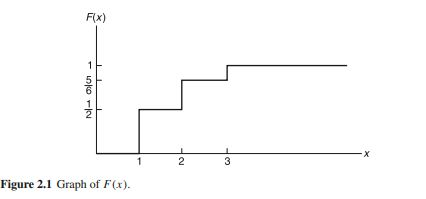 F(x)
1
5/6
1/2
1 2 3 x
Figure 2.1 Graph of F(x).